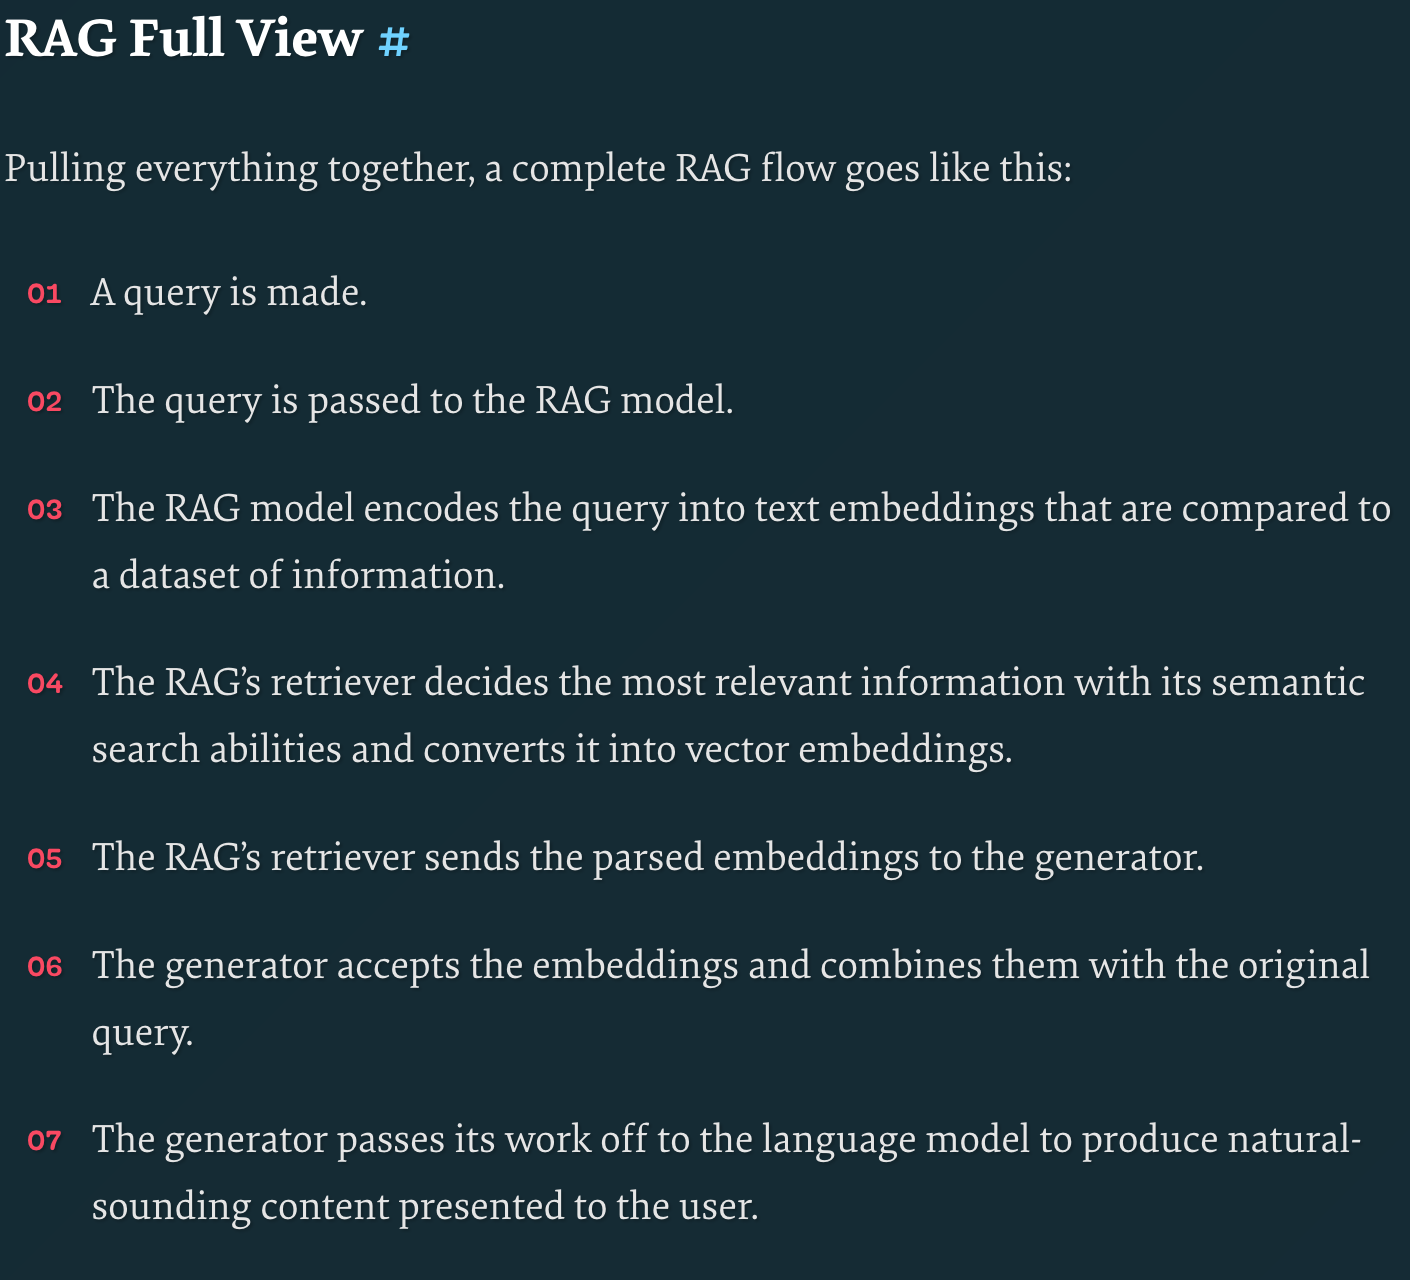 RAG Full View #
Pulling everything together, a complete RAG flow goes like this:
01 A query is made.
02 The query is passed to the RAG model.
03 The RAG model encodes the query into text embeddings that are compared to
a dataset of information.
04 The RAG’s retriever decides the most relevant information with its semantic
search abilities and converts it into vector embeddings.
05 The RAG’s retriever sends the parsed embeddings to the generator.
06 The generator accepts the embeddings and combines them with the original
query.
07 The generator passes its work off to the language model to produce natural-
sounding content presented to the user.